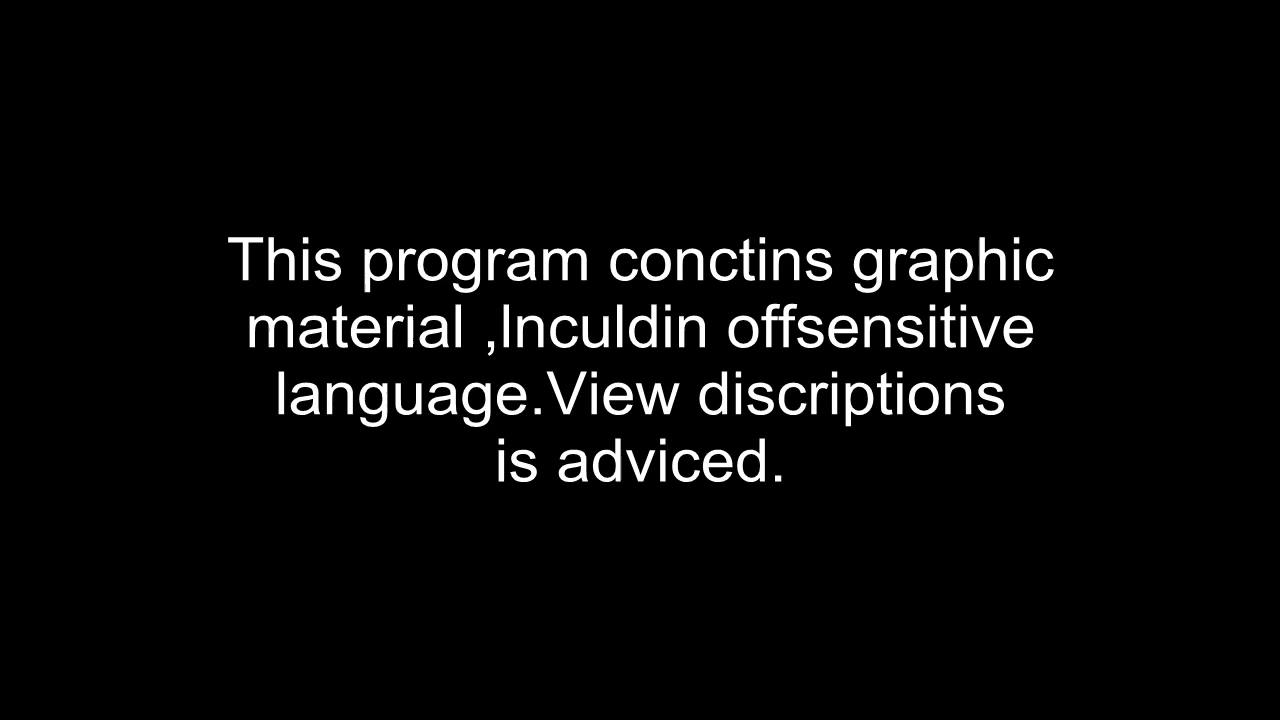 This program conctins graphic
material ,Inculdin offsensitive
language.View discriptions
is adviced.